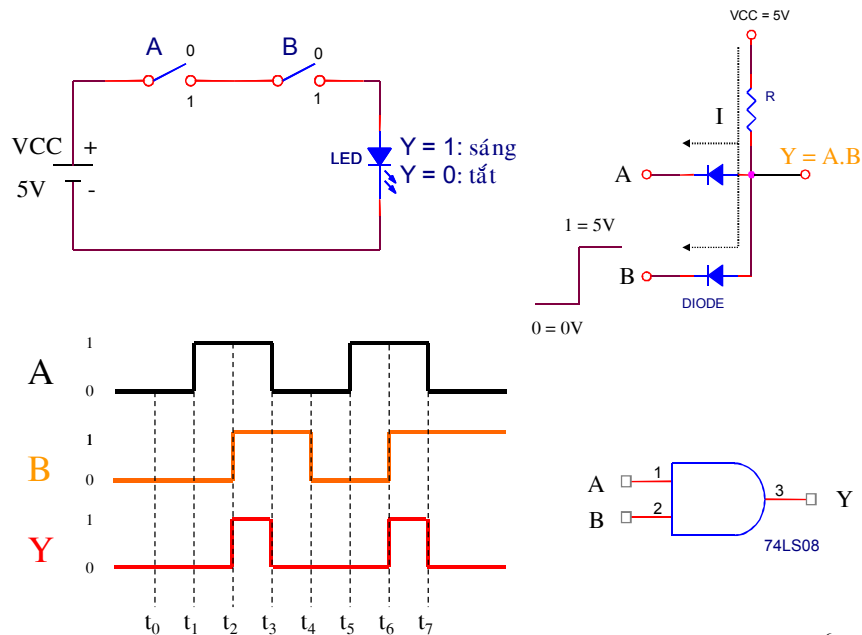 A
0
1
B
0
1
VCC
+
5V
-
LED
Y = 1: sáng
Y = 0: tắt
VCC = 5V
R
I
Y = A.B
A
1 = 5V
B
DIODE
0 = 0V
A
1
0
B
1
0
Y
1
0
t0 t1 t2 t3 t4 t5 t6 t7
A
1
B
2
3
Y
74LS08